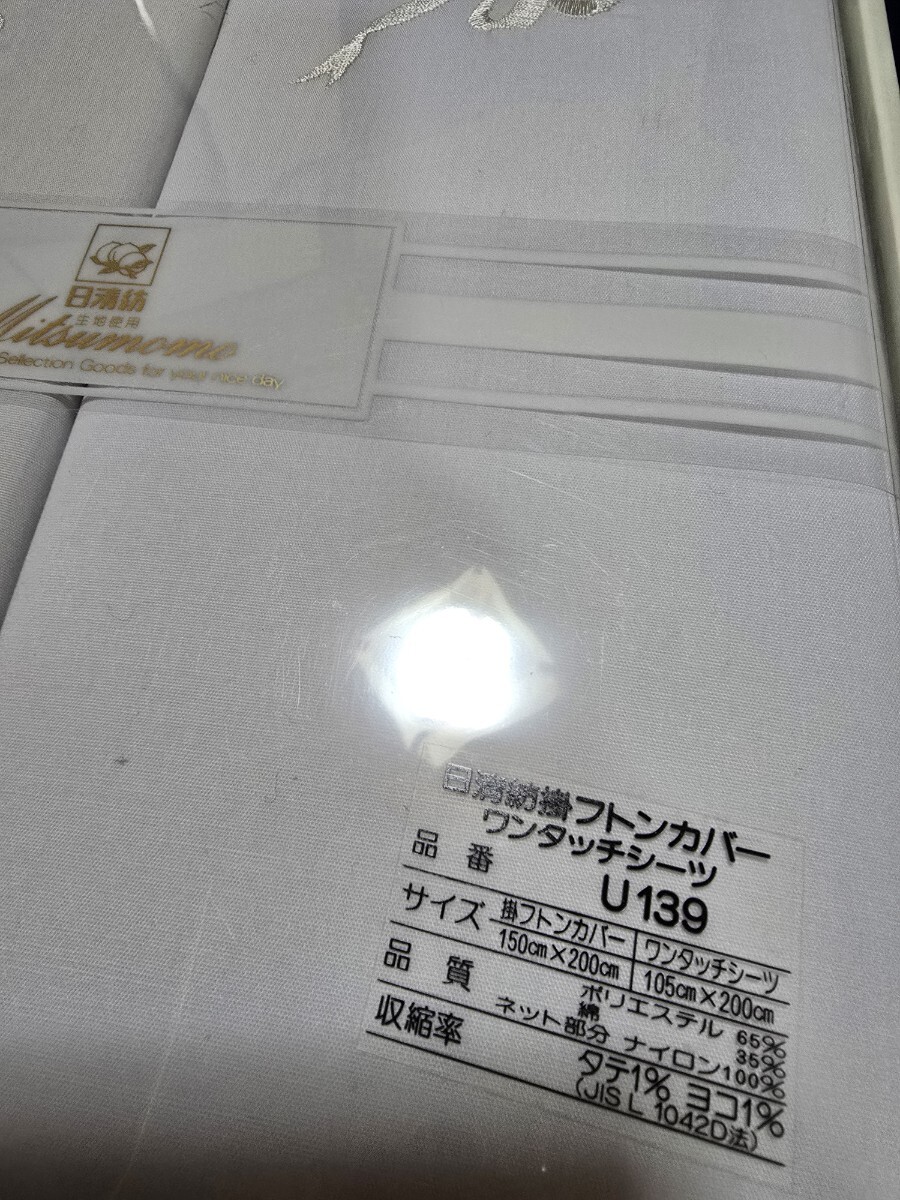 日清紡
生地使用
Mitsumomo
Selection Goods for your nice day
日清紡掛フトンカバー
ワンタッチシーツ
品番 U139
サイズ 掛フトンカバー ワンタッチシーツ
150cm×200cm 105cm×200cm
品質 ポリエステル 65%
綿 35%
ネット部分 ナイロン100%
収縮率 タテ1% ヨコ1%
(JIS L 1042D法)